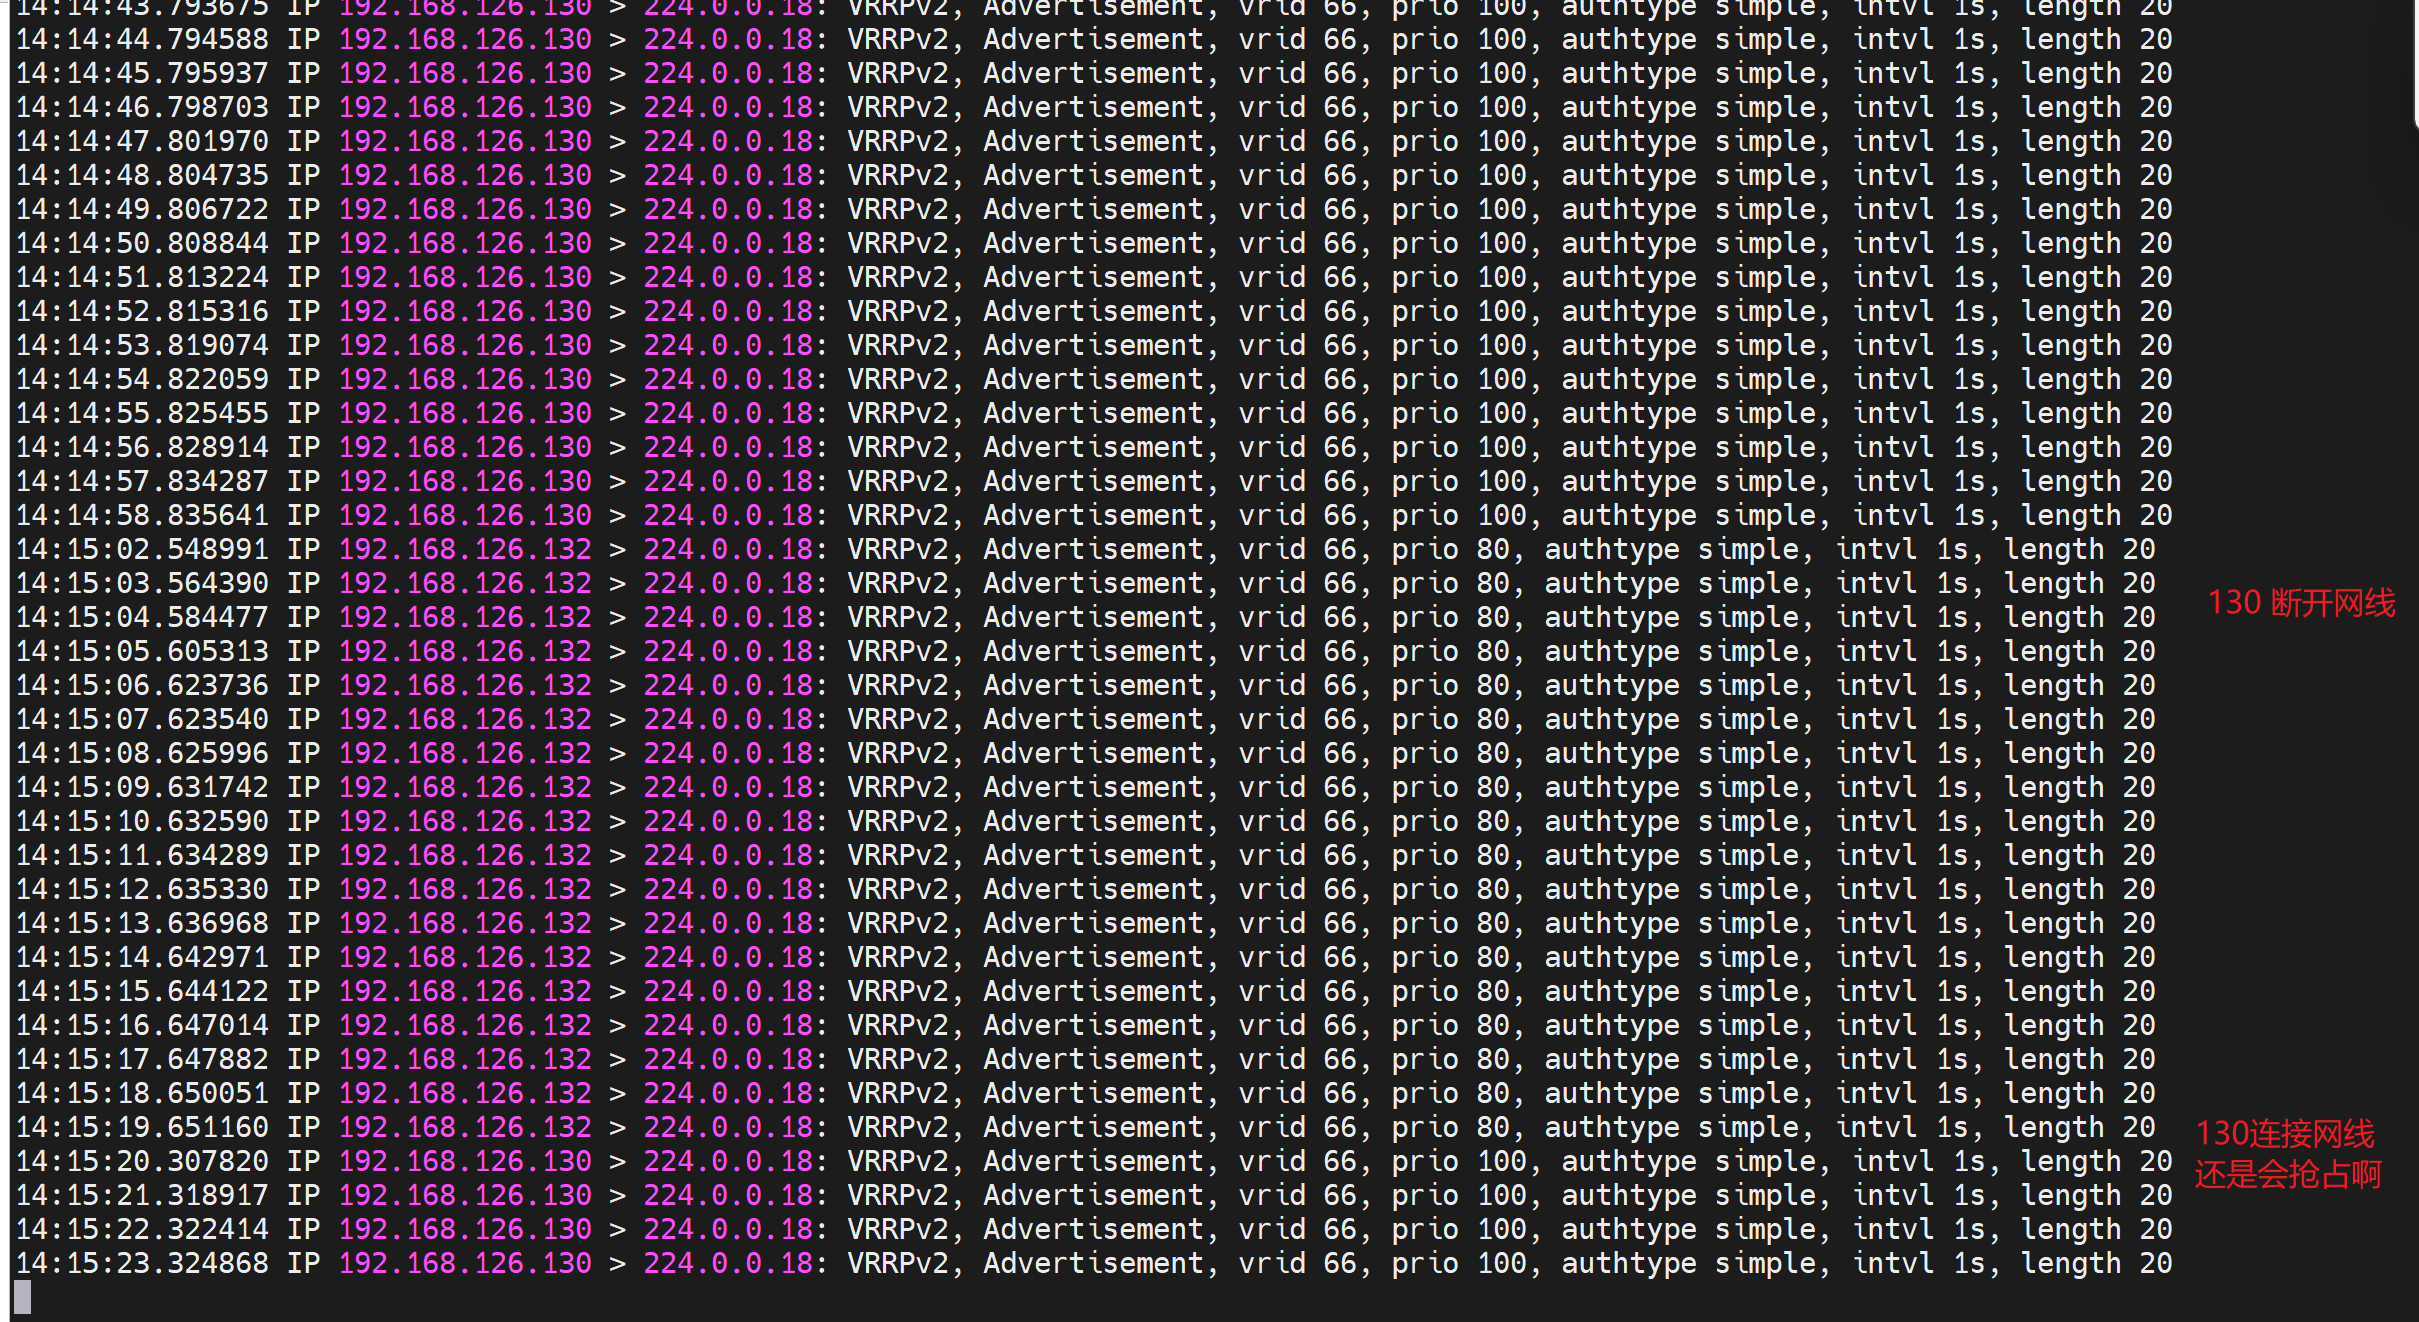 14:14:43.793675 IP 192.168.126.130 > 224.0.0.18: VRRPv2, Advertisement, vrid 66, prio 100, authtype simple, intvl 1s, length 20
14:14:44.794588 IP 192.168.126.130 > 224.0.0.18: VRRPv2, Advertisement, vrid 66, prio 100, authtype simple, intvl 1s, length 20
14:14:45.795937 IP 192.168.126.130 > 224.0.0.18: VRRPv2, Advertisement, vrid 66, prio 100, authtype simple, intvl 1s, length 20
14:14:46.798703 IP 192.168.126.130 > 224.0.0.18: VRRPv2, Advertisement, vrid 66, prio 100, authtype simple, intvl 1s, length 20
14:14:47.801970 IP 192.168.126.130 > 224.0.0.18: VRRPv2, Advertisement, vrid 66, prio 100, authtype simple, intvl 1s, length 20
14:14:48.804735 IP 192.168.126.130 > 224.0.0.18: VRRPv2, Advertisement, vrid 66, prio 100, authtype simple, intvl 1s, length 20
14:14:49.806722 IP 192.168.126.130 > 224.0.0.18: VRRPv2, Advertisement, vrid 66, prio 100, authtype simple, intvl 1s, length 20
14:14:50.808844 IP 192.168.126.130 > 224.0.0.18: VRRPv2, Advertisement, vrid 66, prio 100, authtype simple, intvl 1s, length 20
14:14:51.813224 IP 192.168.126.130 > 224.0.0.18: VRRPv2, Advertisement, vrid 66, prio 100, authtype simple, intvl 1s, length 20
14:14:52.815316 IP 192.168.126.130 > 224.0.0.18: VRRPv2, Advertisement, vrid 66, prio 100, authtype simple, intvl 1s, length 20
14:14:53.819074 IP 192.168.126.130 > 224.0.0.18: VRRPv2, Advertisement, vrid 66, prio 100, authtype simple, intvl 1s, length 20
14:14:54.822059 IP 192.168.126.130 > 224.0.0.18: VRRPv2, Advertisement, vrid 66, prio 100, authtype simple, intvl 1s, length 20
14:14:55.825455 IP 192.168.126.130 > 224.0.0.18: VRRPv2, Advertisement, vrid 66, prio 100, authtype simple, intvl 1s, length 20
14:14:56.828914 IP 192.168.126.130 > 224.0.0.18: VRRPv2, Advertisement, vrid 66, prio 100, authtype simple, intvl 1s, length 20
14:14:57.834287 IP 192.168.126.130 > 224.0.0.18: VRRPv2, Advertisement, vrid 66, prio 100, authtype simple, intvl 1s, length 20
14:14:58.835641 IP 192.168.126.130 > 224.0.0.18: VRRPv2, Advertisement, vrid 66, prio 100, authtype simple, intvl 1s, length 20
14:15:02.548991 IP 192.168.126.132 > 224.0.0.18: VRRPv2, Advertisement, vrid 66, prio 80, authtype simple, intvl 1s, length 20
14:15:03.564390 IP 192.168.126.132 > 224.0.0.18: VRRPv2, Advertisement, vrid 66, prio 80, authtype simple, intvl 1s, length 20
130 断开网线
14:15:04.584477 IP 192.168.126.132 > 224.0.0.18: VRRPv2, Advertisement, vrid 66, prio 80, authtype simple, intvl 1s, length 20
14:15:05.605313 IP 192.168.126.132 > 224.0.0.18: VRRPv2, Advertisement, vrid 66, prio 80, authtype simple, intvl 1s, length 20
14:15:06.623736 IP 192.168.126.132 > 224.0.0.18: VRRPv2, Advertisement, vrid 66, prio 80, authtype simple, intvl 1s, length 20
14:15:07.623540 IP 192.168.126.132 > 224.0.0.18: VRRPv2, Advertisement, vrid 66, prio 80, authtype simple, intvl 1s, length 20
14:15:08.625996 IP 192.168.126.132 > 224.0.0.18: VRRPv2, Advertisement, vrid 66, prio 80, authtype simple, intvl 1s, length 20
14:15:09.631742 IP 192.168.126.132 > 224.0.0.18: VRRPv2, Advertisement, vrid 66, prio 80, authtype simple, intvl 1s, length 20
14:15:10.632590 IP 192.168.126.132 > 224.0.0.18: VRRPv2, Advertisement, vrid 66, prio 80, authtype simple, intvl 1s, length 20
14:15:11.634289 IP 192.168.126.132 > 224.0.0.18: VRRPv2, Advertisement, vrid 66, prio 80, authtype simple, intvl 1s, length 20
14:15:12.635330 IP 192.168.126.132 > 224.0.0.18: VRRPv2, Advertisement, vrid 66, prio 80, authtype simple, intvl 1s, length 20
14:15:13.636968 IP 192.168.126.132 > 224.0.0.18: VRRPv2, Advertisement, vrid 66, prio 80, authtype simple, intvl 1s, length 20
14:15:14.642971 IP 192.168.126.132 > 224.0.0.18: VRRPv2, Advertisement, vrid 66, prio 80, authtype simple, intvl 1s, length 20
14:15:15.644122 IP 192.168.126.132 > 224.0.0.18: VRRPv2, Advertisement, vrid 66, prio 80, authtype simple, intvl 1s, length 20
14:15:16.647014 IP 192.168.126.132 > 224.0.0.18: VRRPv2, Advertisement, vrid 66, prio 80, authtype simple, intvl 1s, length 20
14:15:17.647882 IP 192.168.126.132 > 224.0.0.18: VRRPv2, Advertisement, vrid 66, prio 80, authtype simple, intvl 1s, length 20
14:15:18.650051 IP 192.168.126.132 > 224.0.0.18: VRRPv2, Advertisement, vrid 66, prio 80, authtype simple, intvl 1s, length 20
14:15:19.651160 IP 192.168.126.132 > 224.0.0.18: VRRPv2, Advertisement, vrid 66, prio 80, authtype simple, intvl 1s, length 20
130连接网线
14:15:20.307820 IP 192.168.126.130 > 224.0.0.18: VRRPv2, Advertisement, vrid 66, prio 100, authtype simple, intvl 1s, length 20
还是会抢占啊
14:15:21.318917 IP 192.168.126.130 > 224.0.0.18: VRRPv2, Advertisement, vrid 66, prio 100, authtype simple, intvl 1s, length 20
14:15:22.322414 IP 192.168.126.130 > 224.0.0.18: VRRPv2, Advertisement, vrid 66, prio 100, authtype simple, intvl 1s, length 20
14:15:23.324868 IP 192.168.126.130 > 224.0.0.18: VRRPv2, Advertisement, vrid 66, prio 100, authtype simple, intvl 1s, length 20